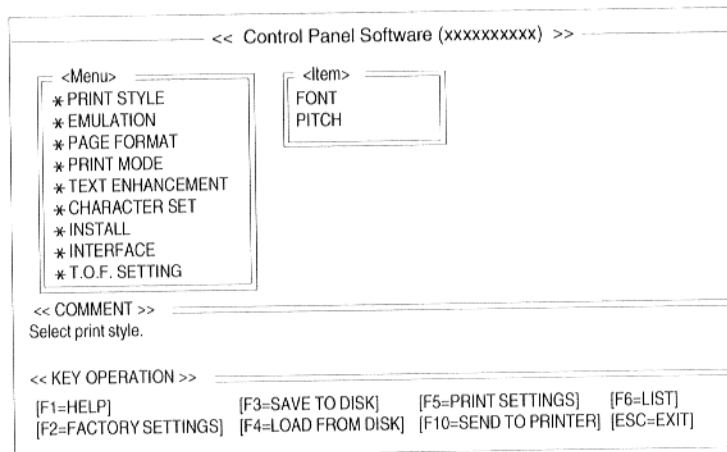 << Control Panel Software (xxxxxxxxxx) >>
<Menu>
* PRINT STYLE
* EMULATION
* PAGE FORMAT
* PRINT MODE
* TEXT ENHANCEMENT
* CHARACTER SET
* INSTALL
* INTERFACE
* T.O.F. SETTING
<Item>
FONT
PITCH
<< COMMENT >>
Select print style.
<< KEY OPERATION >>
[F1=HELP] [F3=SAVE TO DISK] [F5=PRINT SETTINGS] [F6=LIST]
[F2=FACTORY SETTINGS] [F4=LOAD FROM DISK] [F10=SEND TO PRINTER] [ESC=EXIT]